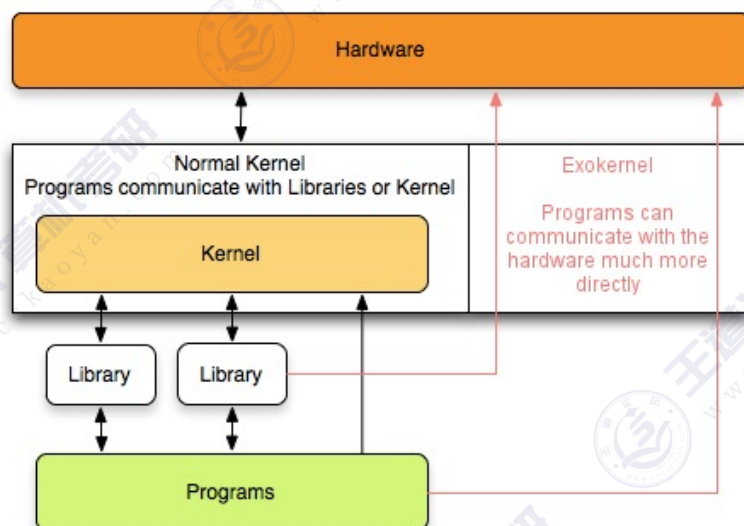 Hardware
Normal Kernel
Programs communicate with Libraries or Kernel
Kernel
Exokernel
Programs can
communicate with the
hardware much more
directly
Library
Library
Programs